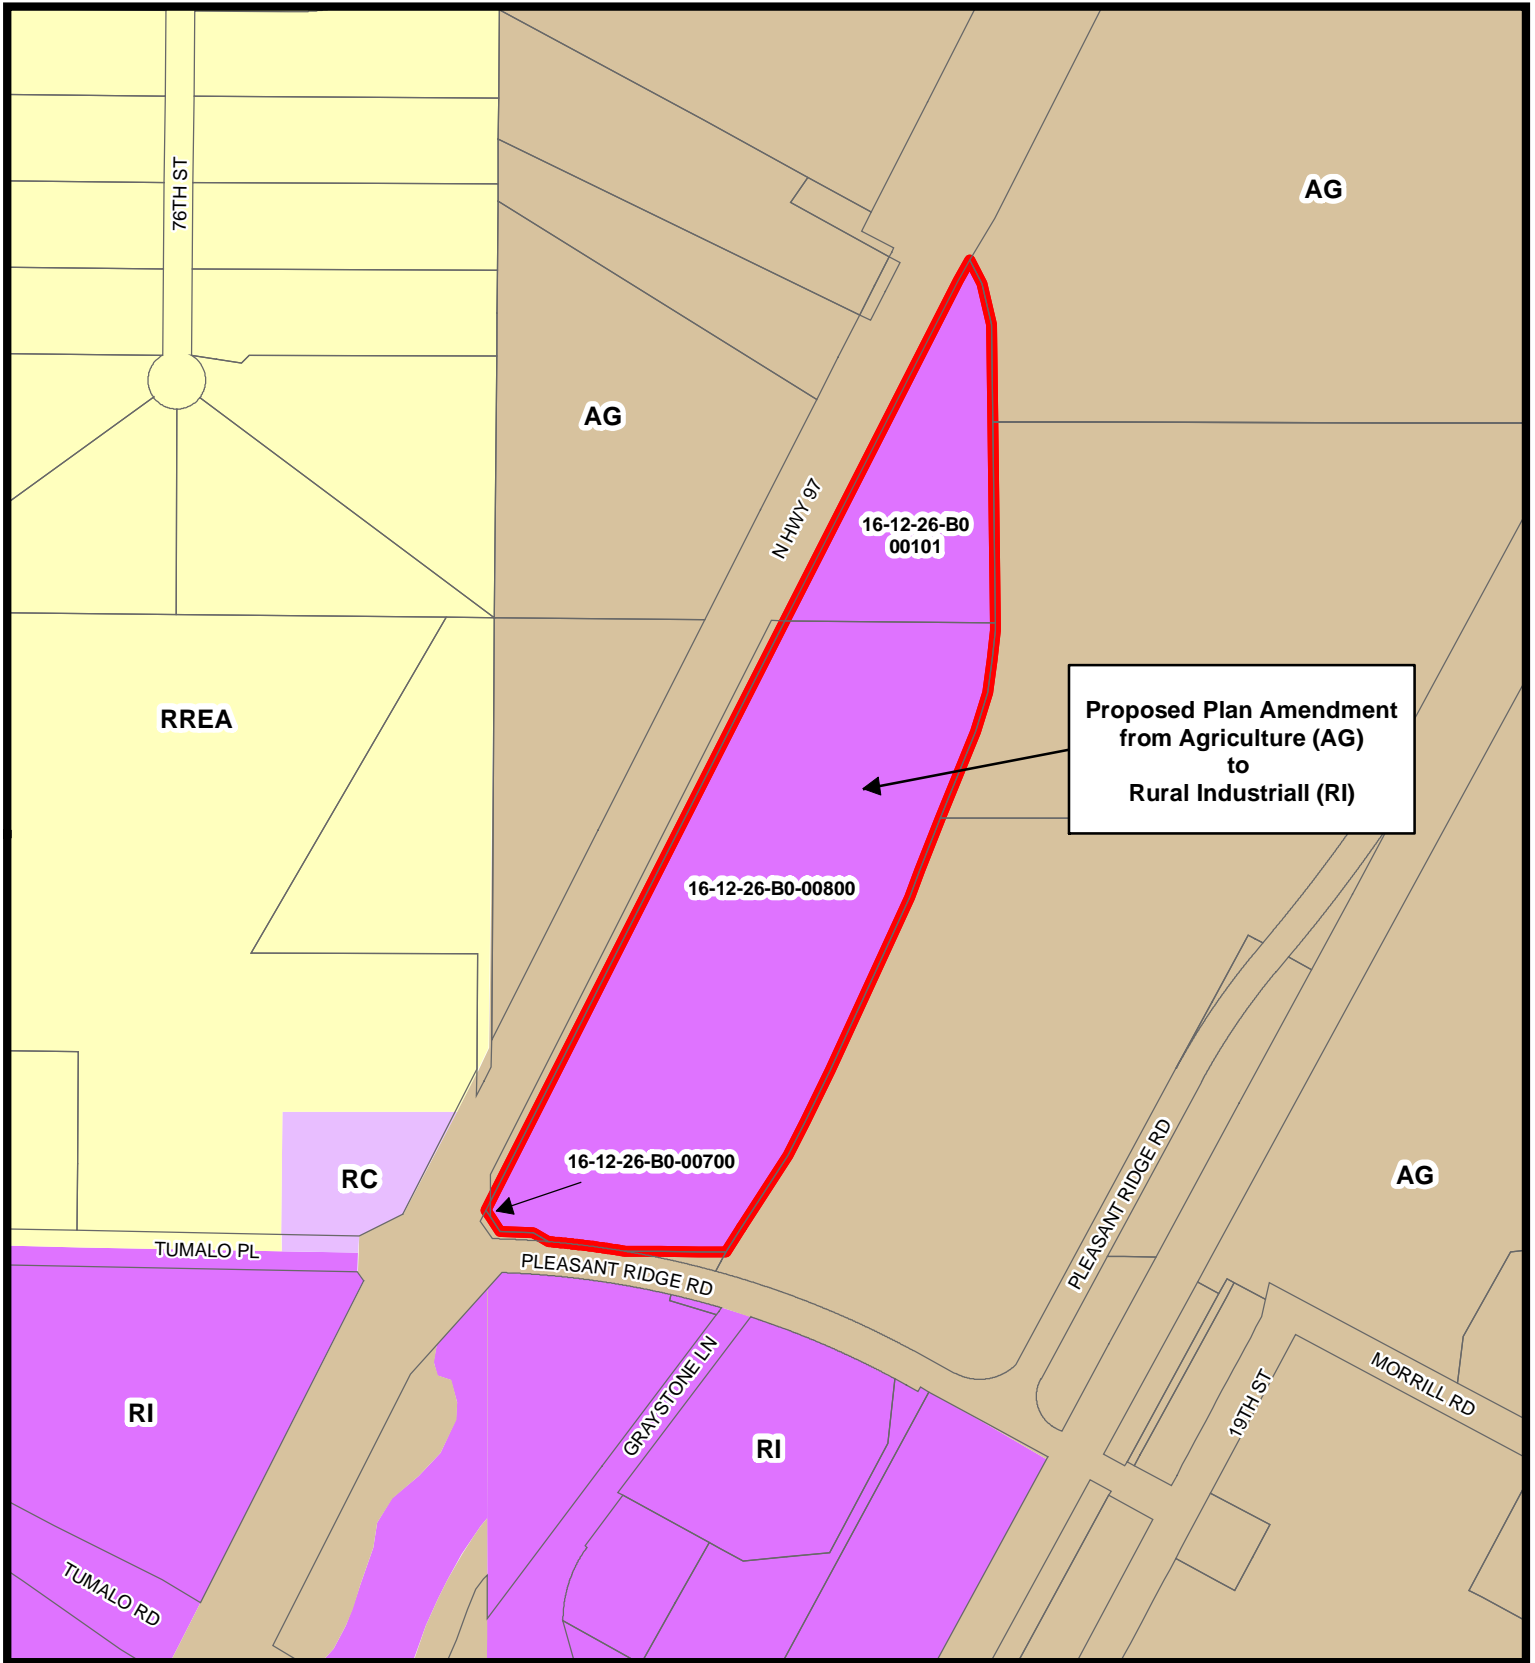 76TH ST
AG
AG
N HWY 97
16-12-26-B0
00101
RREA
Proposed Plan Amendment
from Agriculture (AG)
to
Rural Industriall (RI)
16-12-26-B0-00800
16-12-26-B0-00700
RC
PLEASANT RIDGE RD
AG
TUMALO PL
PLEASANT RIDGE RD
GRAYSTONE LN
MORRILL RD
19TH ST
RI
RI
TUMALO RD